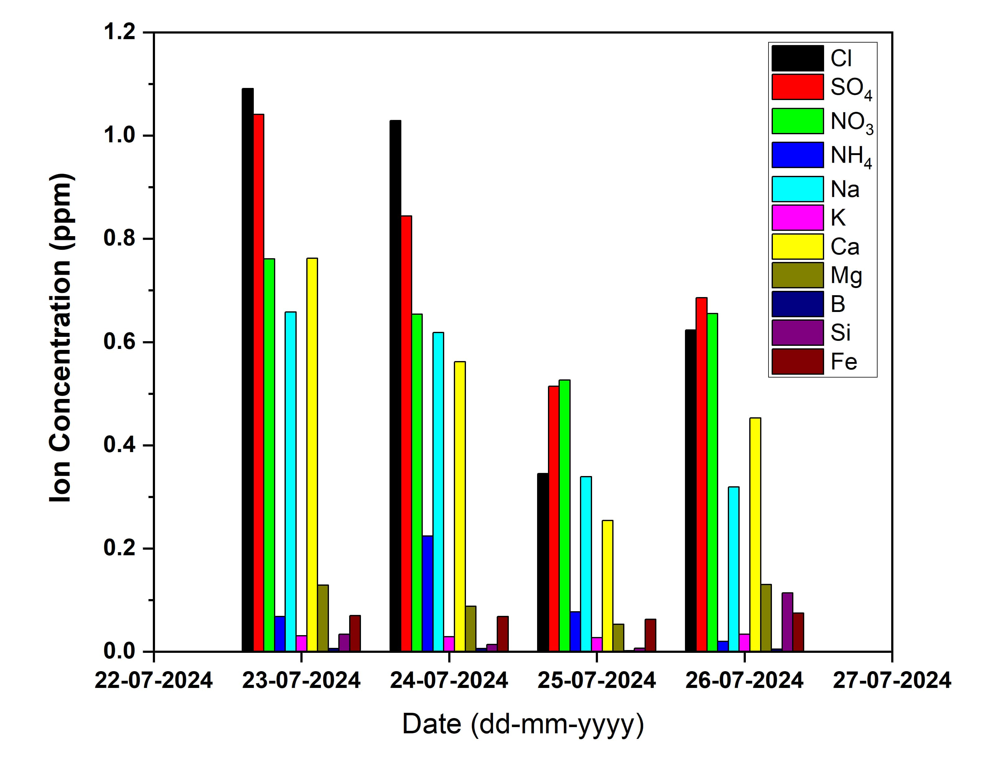 1.2
1.0
0.8
0.6
0.4
0.2
0.0
Ion Concentration (ppm)
Cl
SO4
NO3
NH4
Na
K
Ca
Mg
B
Si
Fe
22-07-2024 23-07-2024 24-07-2024 25-07-2024 26-07-2024 27-07-2024
Date (dd-mm-yyyy)